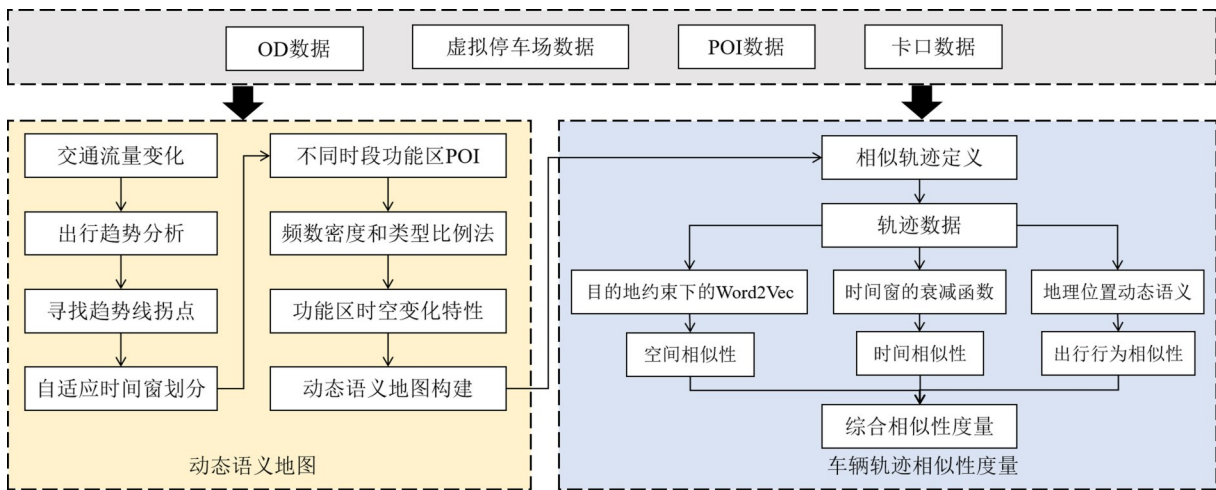 OD数据
虚拟停车场数据
POI数据
卡口数据
交通流量变化
出行趋势分析
寻找趋势线拐点
自适应时间窗划分
不同时段功能区POI
频数密度和类型比例法
功能区时空变化特性
动态语义地图构建
动态语义地图
相似轨迹定义
轨迹数据
目的地约束下的Word2Vec
时间窗的衰减函数
地理位置动态语义
空间相似性
时间相似性
出行行为相似性
综合相似性度量
车辆轨迹相似性度量